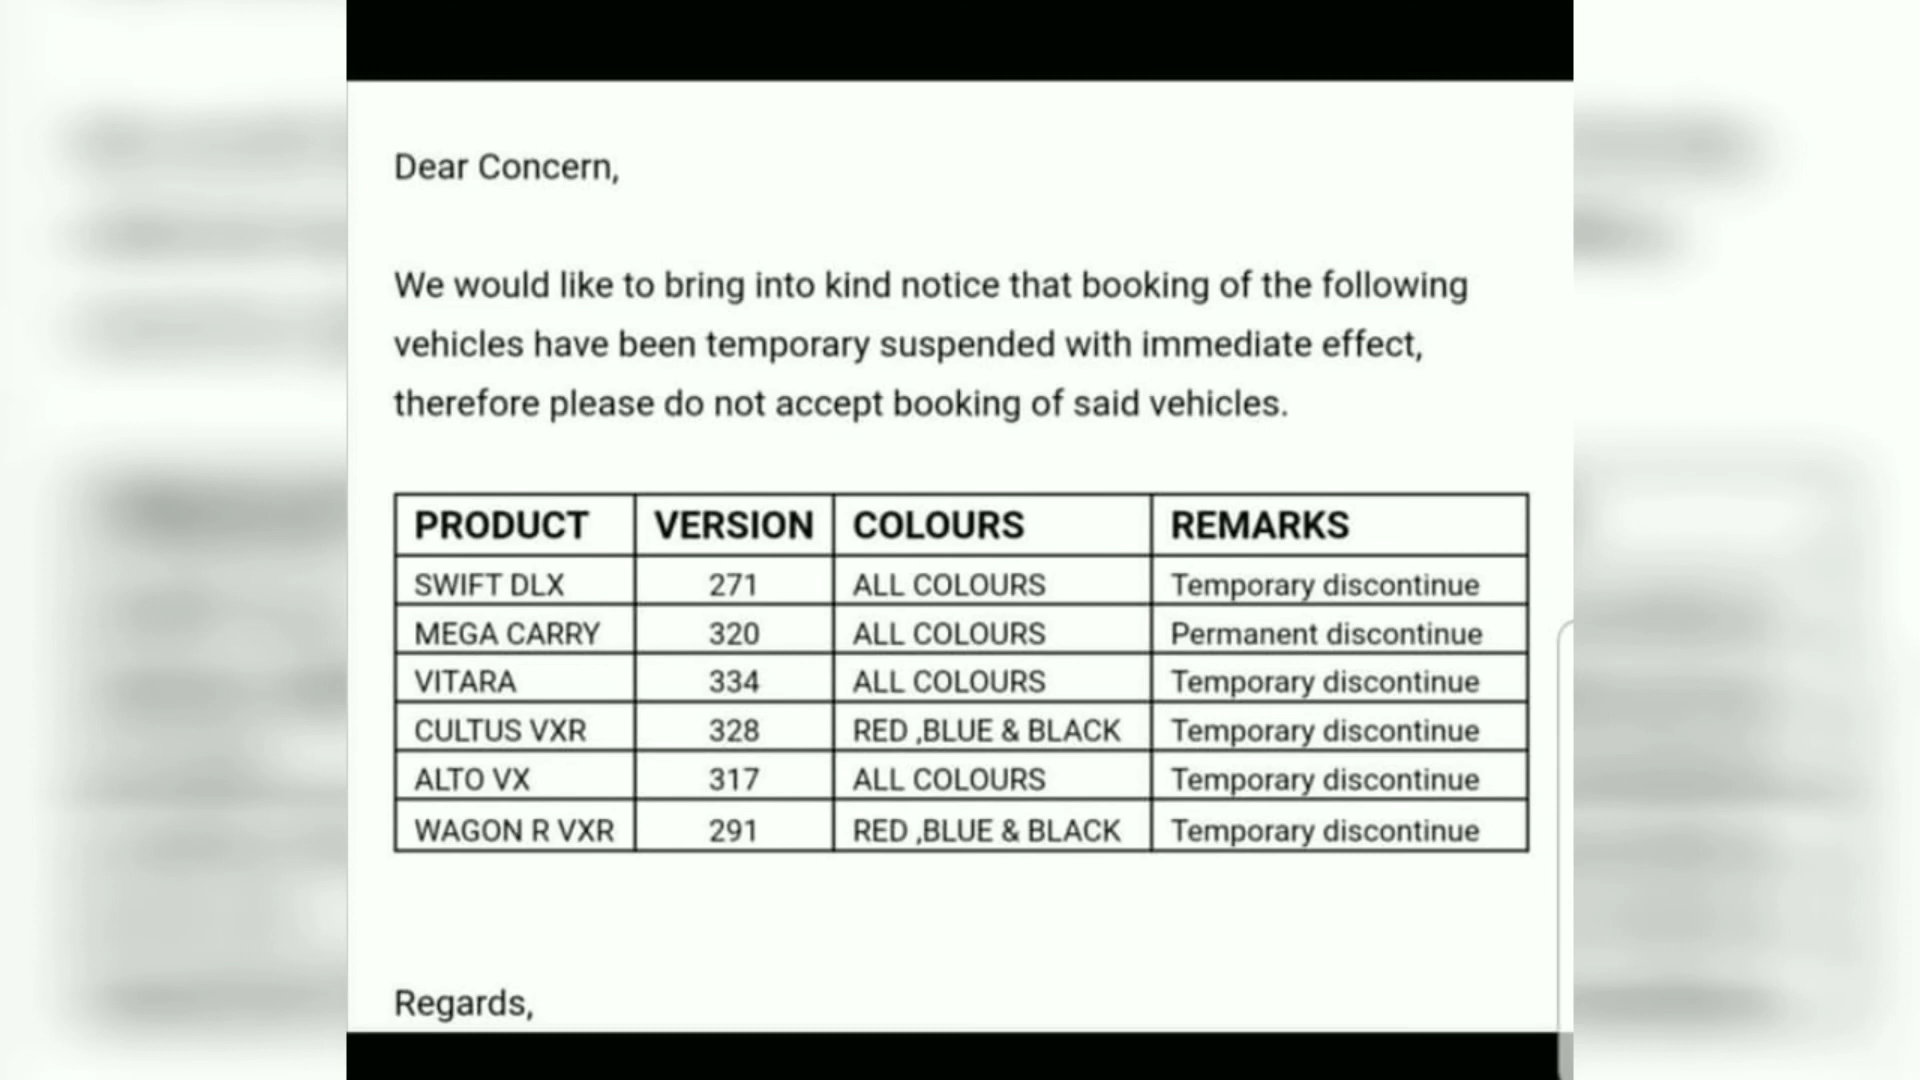 Dear Concern,
We would like to bring into kind notice that booking of the following
vehicles have been temporary suspended with immediate effect,
therefore please do not accept booking of said vehicles.
PRODUCT VERSION COLOURS REMARKS
SWIFT DLX 271 ALL COLOURS Temporary discontinue
MEGA CARRY 320 ALL COLOURS Permanent discontinue
VITARA 334 ALL COLOURS Temporary discontinue
CULTUS VXR 328 RED ,BLUE & BLACK Temporary discontinue
ALTO VX 317 ALL COLOURS Temporary discontinue
WAGON R VXR 291 RED ,BLUE & BLACK Temporary discontinue
Regards,